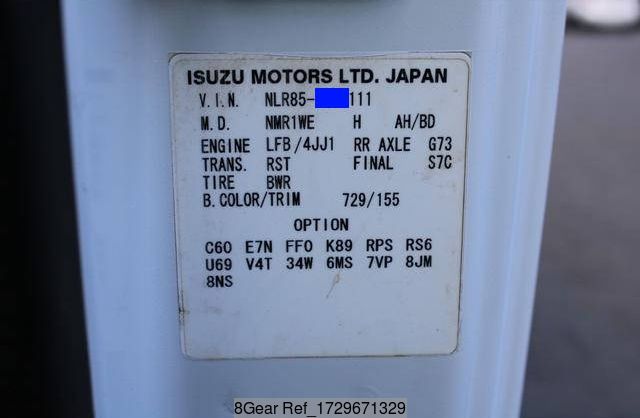 ISUZU MOTORS LTD. JAPAN
V.I.N. NLR85- 111
M.D. NMR1WE H AH/BD
ENGINE LFB/4JJ1 RR AXLE G73
TRANS. RST FINAL S7C
TIRE BWR
B.COLOR/TRIM 729/155
OPTION
C60 E7N FF0 K89 RPS RS6
U69 V4T 34W 6MS 7VP 8JM
8NS
8Gear Ref_1729671329